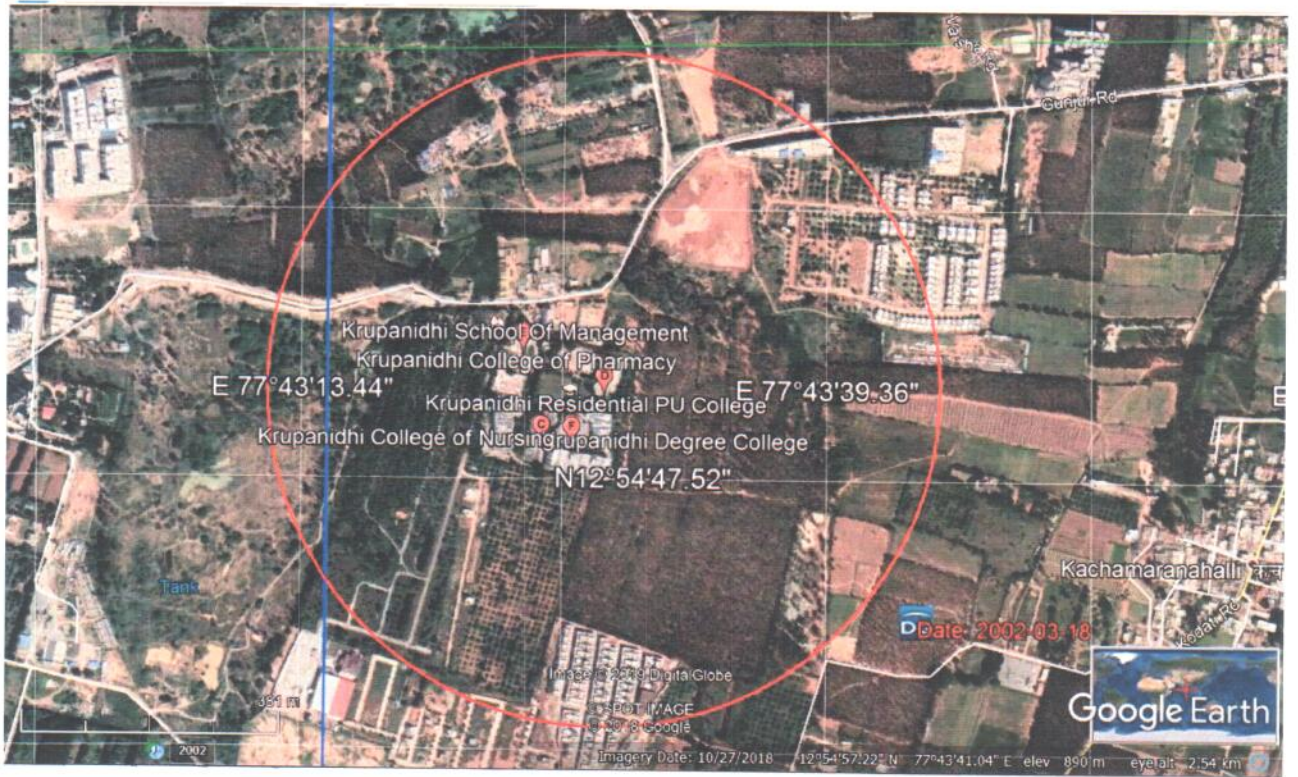 Gunjur Rd
Krupanidhi School Of Management
Krupanidhi College of Pharmacy
D
E 77°43'13.44"
E 77°43'39.36"
E
Krupanidhi Residential PU College
C
F
Krupanidhi College of Nursing
rupanidhi Degree College
N12°54'47.52"
Kachamaranahalli
Tank
Date: 2002-03-18
Kodati Rd
Image © 2019 DigitalGlobe
© SPOT IMAGE
© 2018 Google
Google Earth
2002
Imagery Date: 10/27/2018 12°54'57.22" N 77°43'41.04" E elev 890 m eye alt 2.54 km